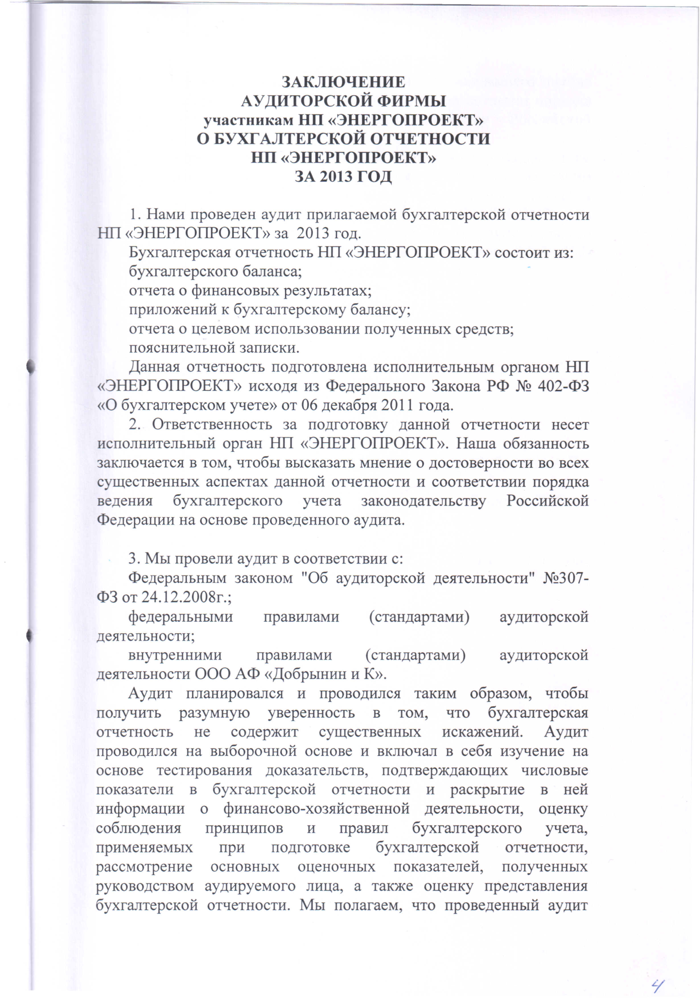 ЗАКЛЮЧЕНИЕ
АУДИТОРСКОЙ ФИРМЫ
участникам НП «ЭНЕРГОПРОЕКТ»
О БУХГАЛТЕРСКОЙ ОТЧЕТНОСТИ
НП «ЭНЕРГОПРОЕКТ»
ЗА 2013 ГОД
1. Нами проведен аудит прилагаемой бухгалтерской отчетности
НП «ЭНЕРГОПРОЕКТ» за 2013 год.
Бухгалтерская отчетность НП «ЭНЕРГОПРОЕКТ» состоит из:
бухгалтерского баланса;
отчета о финансовых результатах;
приложений к бухгалтерскому балансу;
отчета о целевом использовании полученных средств;
пояснительной записки.
Данная отчетность подготовлена исполнительным органом НП
«ЭНЕРГОПРОЕКТ» исходя из Федерального Закона РФ № 402-ФЗ
«О бухгалтерском учете» от 06 декабря 2011 года.
2. Ответственность за подготовку данной отчетности несет
исполнительный орган НП «ЭНЕРГОПРОЕКТ». Наша обязанность
заключается в том, чтобы высказать мнение о достоверности во всех
существенных аспектах данной отчетности и соответствии порядка
ведения бухгалтерского учета законодательству Российской
Федерации на основе проведенного аудита.
3. Мы провели аудит в соответствии с:
Федеральным законом "Об аудиторской деятельности" №307-
ФЗ от 24.12.2008г.;
федеральными правилами (стандартами) аудиторской
деятельности;
внутренними правилами (стандартами) аудиторской
деятельности ООО АФ «Добрынин и К».
Аудит планировался и проводился таким образом, чтобы
получить разумную уверенность в том, что бухгалтерская
отчетность не содержит существенных искажений. Аудит
проводился на выборочной основе и включал в себя изучение на
основе тестирования доказательств, подтверждающих числовые
показатели в бухгалтерской отчетности и раскрытие в ней
информации о финансово-хозяйственной деятельности, оценку
соблюдения принципов и правил бухгалтерского учета,
применяемых при подготовке бухгалтерской отчетности,
рассмотрение основных оценочных показателей, полученных
руководством аудируемого лица, а также оценку представления
бухгалтерской отчетности. Мы полагаем, что проведенный аудит
4